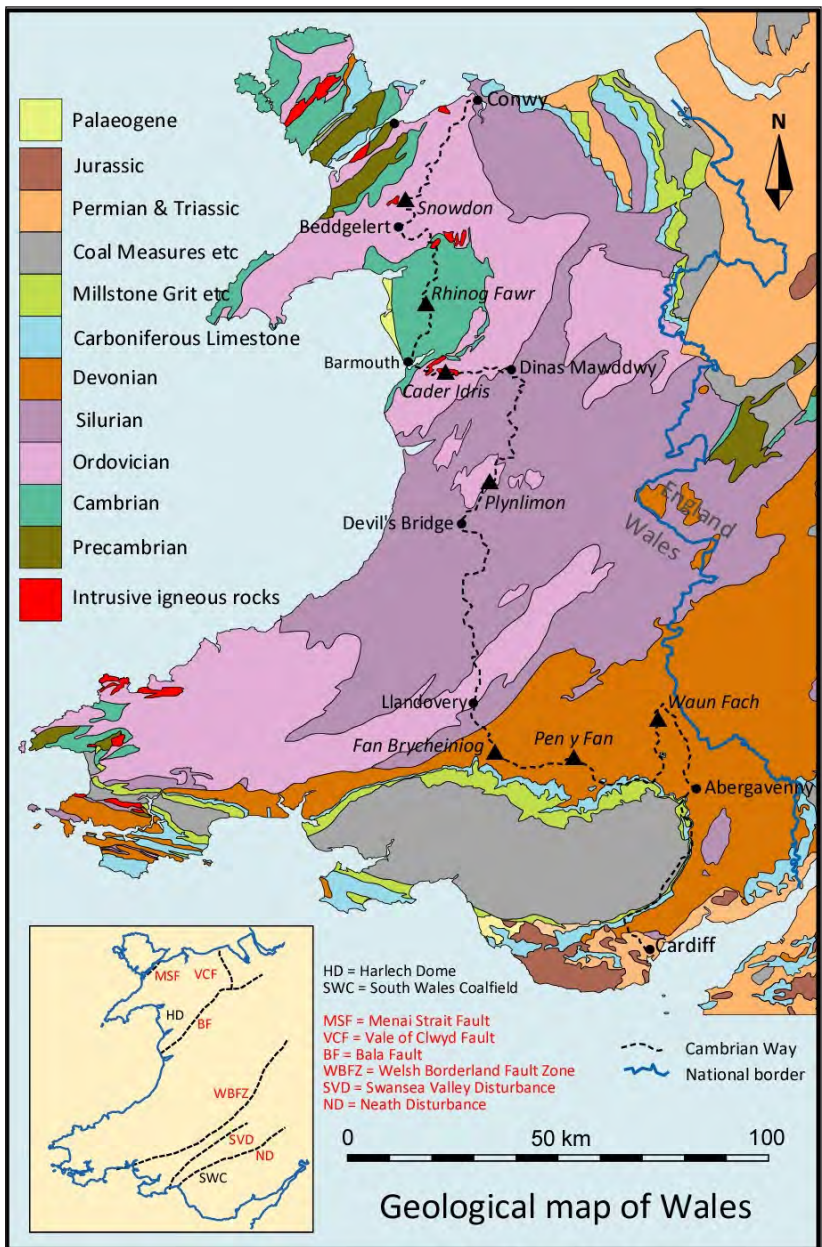 Palaeogene
Jurassic
Permian & Triassic
Coal Measures etc
Millstone Grit etc
Carboniferous Limestone
Devonian
Silurian
Ordovician
Cambrian
Precambrian
Intrusive igneous rocks
N
Conwy
Snowdon
Beddgelert
Rhinog Fawr
Barmouth
Dinas Mawddwy
Cader Idris
Plynlimon
Devil's Bridge
England
Wales
Llandovery
Waun Fach
Fan Brycheiniog
Pen y Fan
Abergavenny
Cardiff
MSF
VCF
HD
BF
WBFZ
SVD
ND
SWC
HD = Harlech Dome
SWC = South Wales Coalfield
MSF = Menai Strait Fault
VCF = Vale of Clwyd Fault
BF = Bala Fault
WBFZ = Welsh Borderland Fault Zone
SVD = Swansea Valley Disturbance
ND = Neath Disturbance
Cambrian Way
National border
0 50 km 100
Geological map of Wales